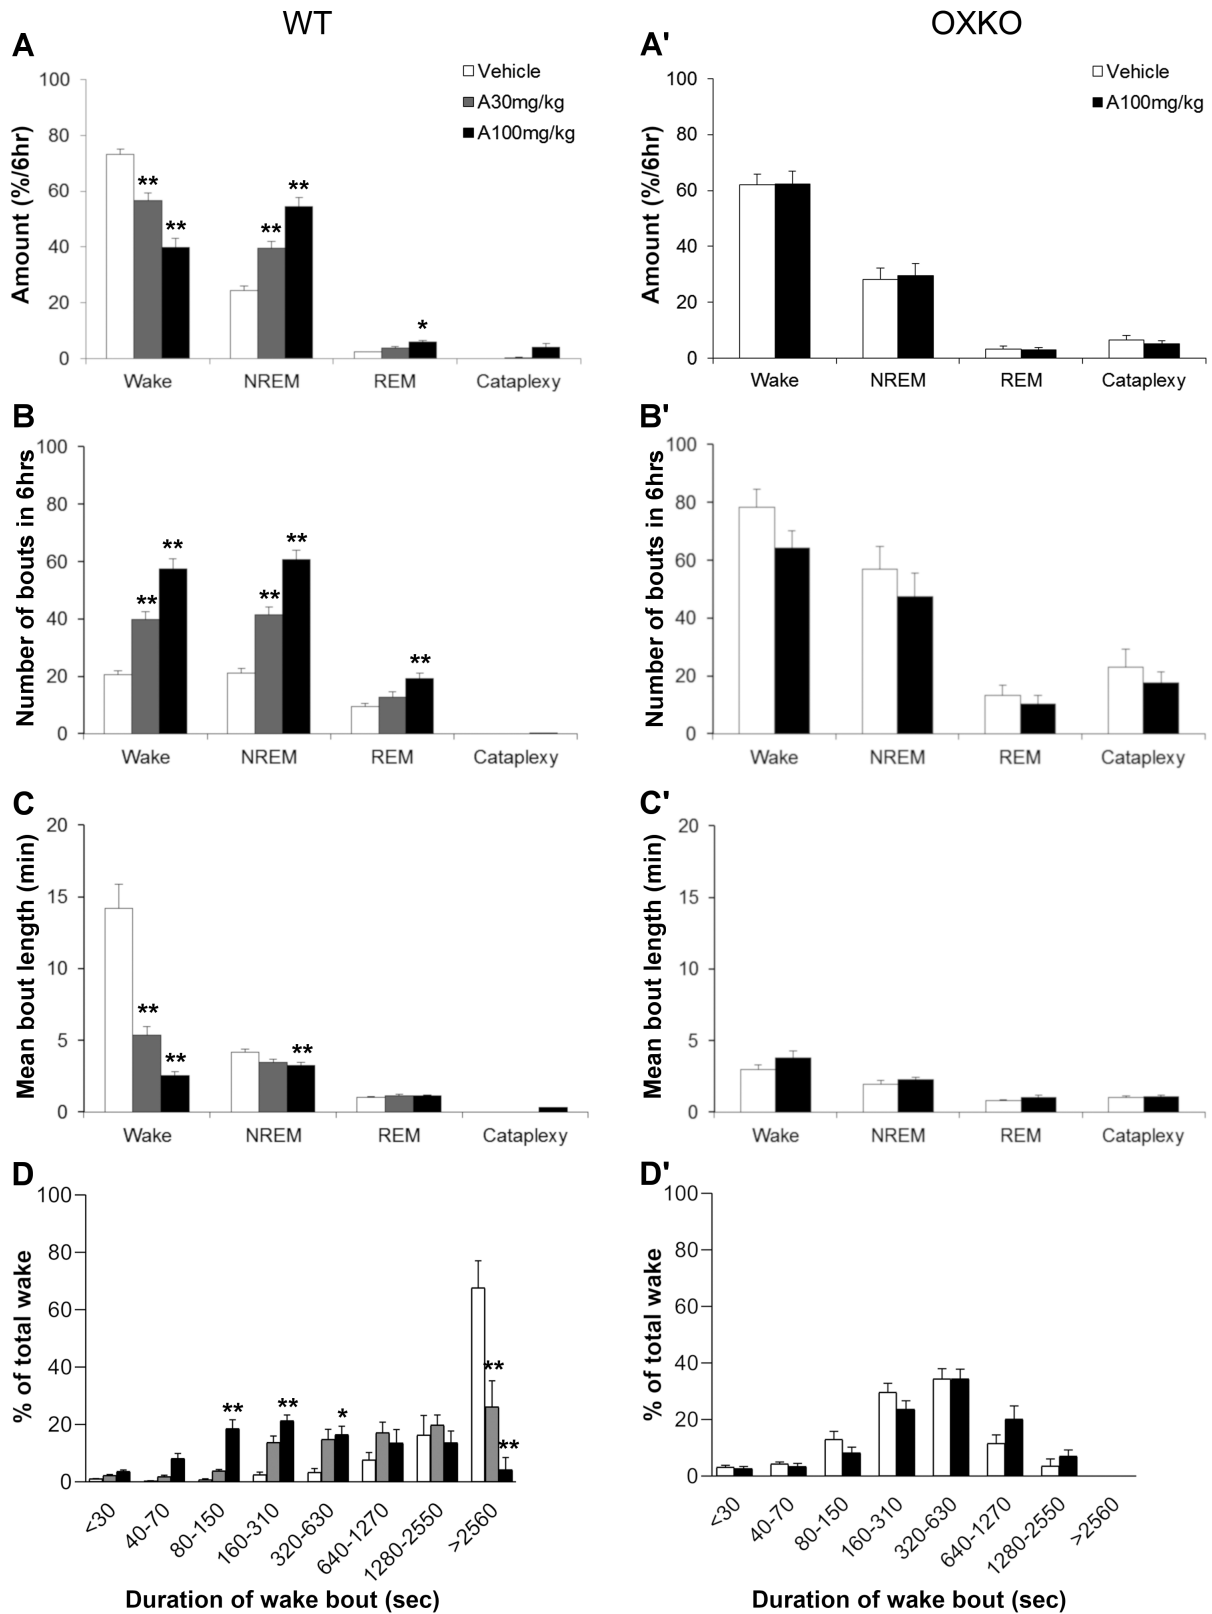 WT
OXKO
A
A'
Vehicle
A30mg/kg
A100mg/kg
Amount (%/6hr)
100
80
60
40
20
0
** ** ** ** *
Wake NREM REM Cataplexy
Vehicle
A100mg/kg
Amount (%/6hr)
100
80
60
40
20
0
Wake NREM REM Cataplexy
B
B'
Number of bouts in 6hrs
100
80
60
40
20
0
** ** ** ** **
Wake NREM REM Cataplexy
Number of bouts in 6hrs
100
80
60
40
20
0
Wake NREM REM Cataplexy
C
C'
Mean bout length (min)
20
15
10
5
0
** ** **
Wake NREM REM Cataplexy
Mean bout length (min)
20
15
10
5
0
Wake NREM REM Cataplexy
D
D'
% of total wake
100
80
60
40
20
0
** ** * ** **
<30 40-70 80-150 160-310 320-630 640-1270 1280-2550 >2560
Duration of wake bout (sec)
% of total wake
100
80
60
40
20
0
<30 40-70 80-150 160-310 320-630 640-1270 1280-2550 >2560
Duration of wake bout (sec)